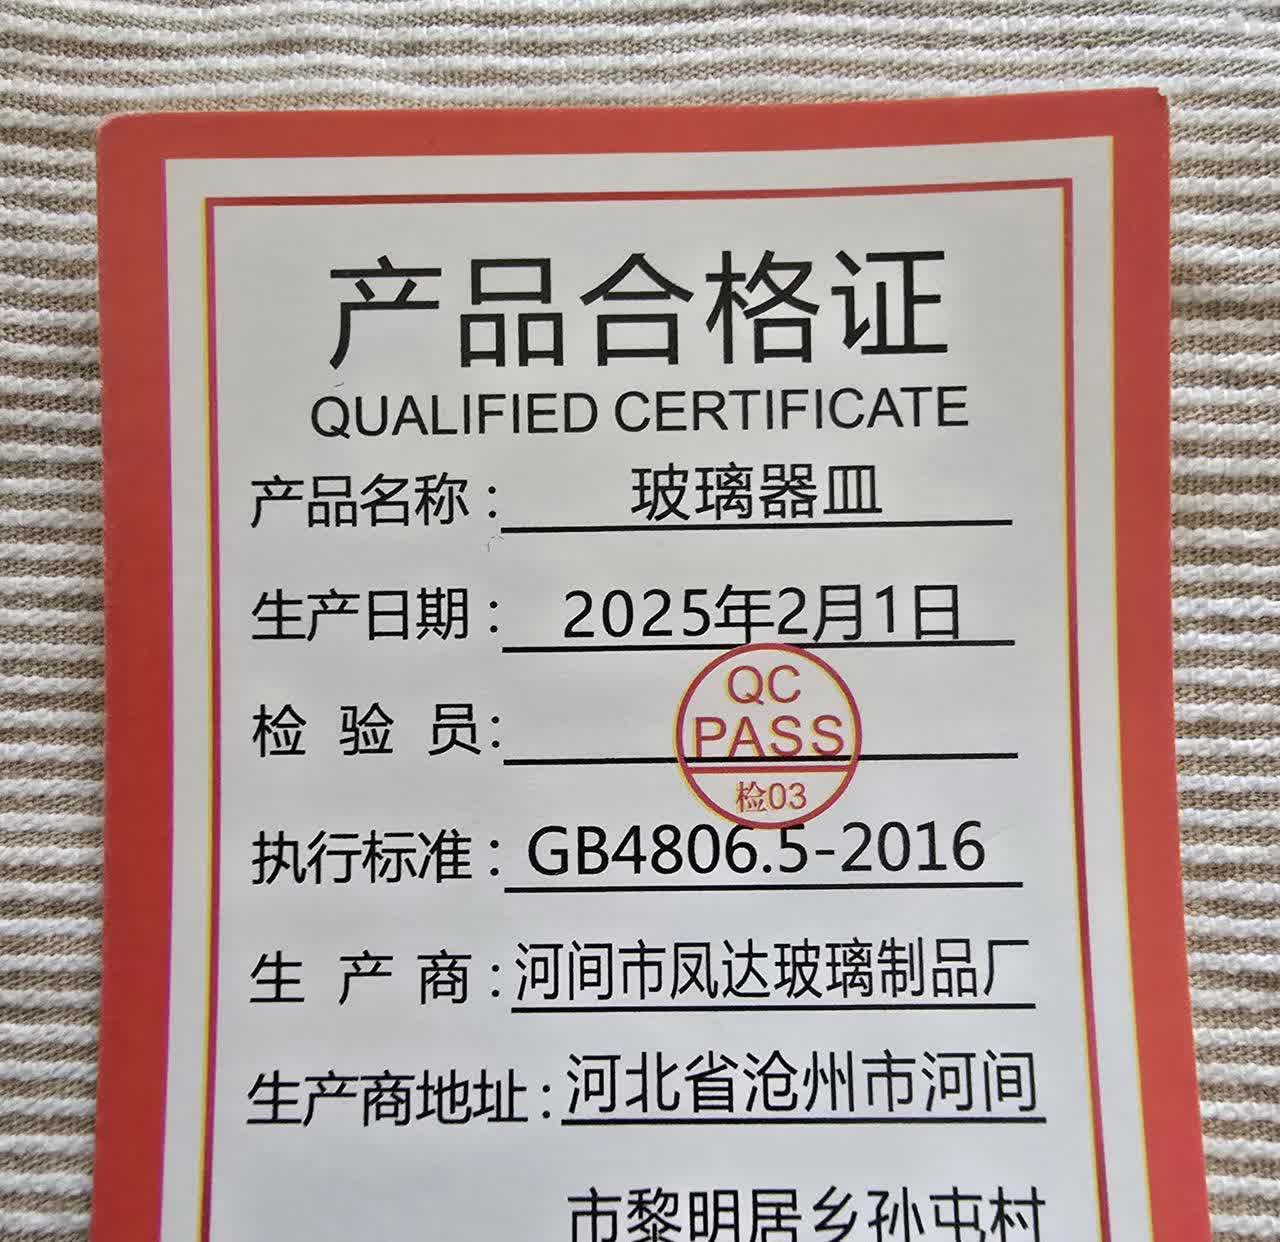 产品合格证
QUALIFIED CERTIFICATE
产品名称：玻璃器皿
生产日期：2025年2月1日
QC
PASS
检03
检验员：
执行标准：GB4806.5-2016
生产商：河间市凤达玻璃制品厂
生产商地址：河北省沧州市河间
市黎明居乡孙屯村